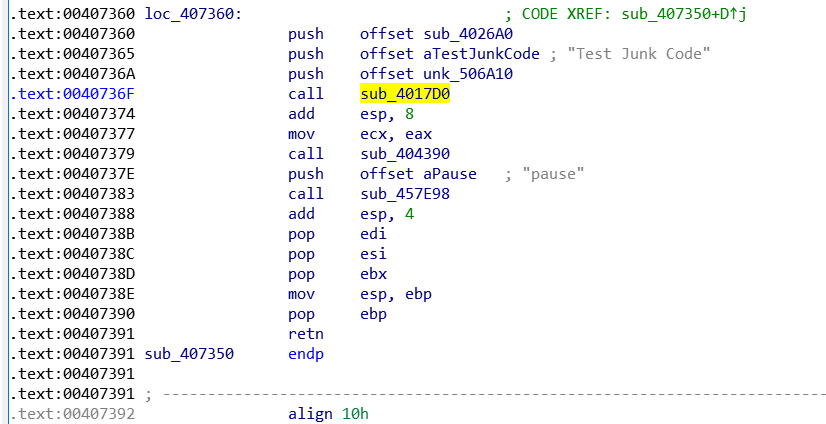 .text:00407360 loc_407360: ; CODE XREF: sub_407350+D↑j
.text:00407360 push offset sub_4026A0
.text:00407365 push offset aTestJunkCode ; "Test Junk Code"
.text:0040736A push offset unk_506A10
.text:0040736F call sub_4017D0
.text:00407374 add esp, 8
.text:00407377 mov ecx, eax
.text:00407379 call sub_404390
.text:0040737E push offset aPause ; "pause"
.text:00407383 call sub_457E98
.text:00407388 add esp, 4
.text:0040738B pop edi
.text:0040738C pop esi
.text:0040738D pop ebx
.text:0040738E mov esp, ebp
.text:00407390 pop ebp
.text:00407391 retn
.text:00407391 sub_407350 endp
.text:00407391
.text:00407391 ; ---------------------------------------------------------------------------
.text:00407392 align 10h